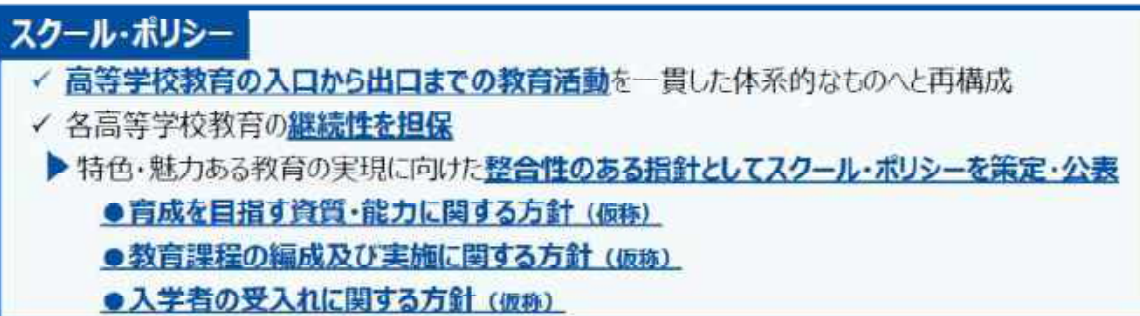 スクール・ポリシー
✓ 高等学校教育の入口から出口までの教育活動を一貫した体系的なものへと再構成
✓ 各高等学校教育の継続性を担保
▶特色・魅力ある教育の実現に向けた整合性のある指針としてスクール・ポリシーを策定・公表
●育成を目指す資質・能力に関する方針（仮称）
●教育課程の編成及び実施に関する方針（仮称）
●入学者の受入れに関する方針（仮称）